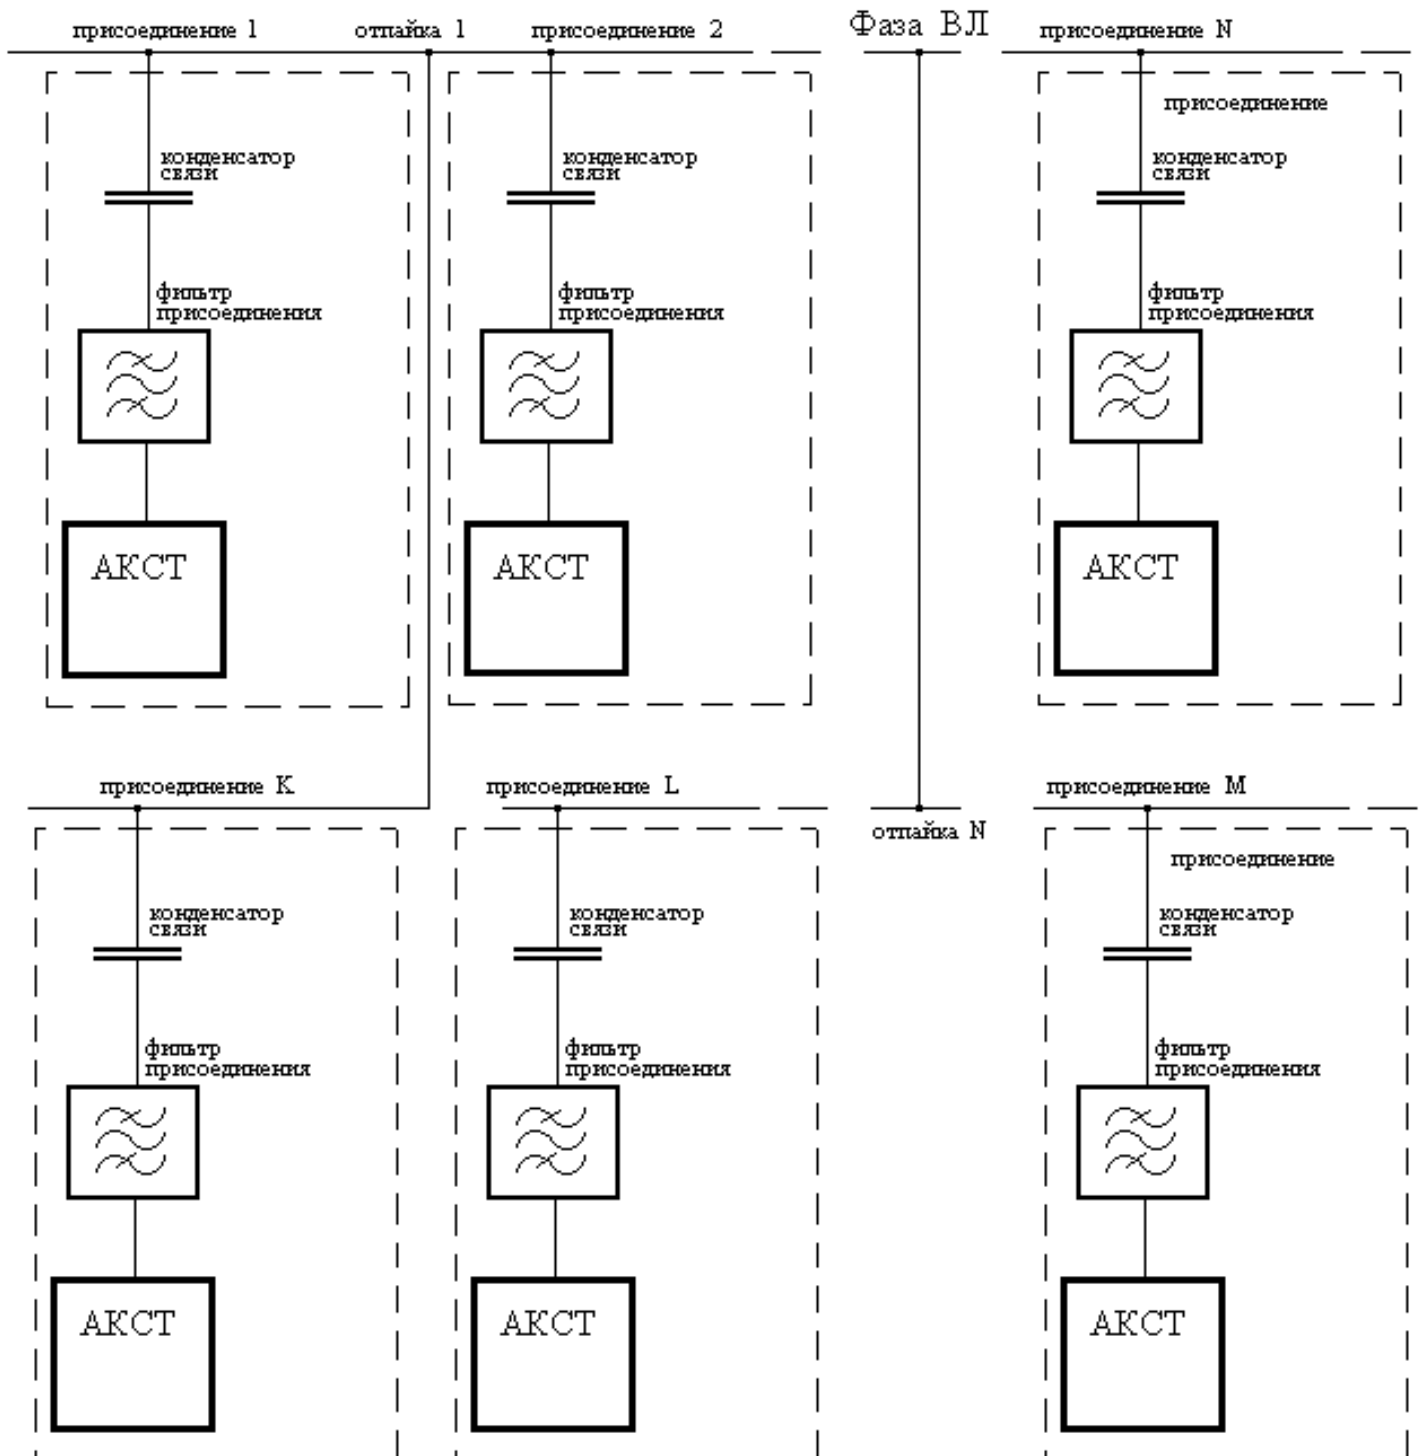 присоединение 1 отпайка 1 присоединение 2 Фаза ВЛ присоединение N
присоединение
конденсатор
связи
конденсатор
связи
конденсатор
связи
фильтр
присоединения
фильтр
присоединения
фильтр
присоединения
АКСТ
АКСТ
АКСТ
присоединение K
присоединение L
присоединение M
отпайка N
присоединение
конденсатор
связи
конденсатор
связи
конденсатор
связи
фильтр
присоединения
фильтр
присоединения
фильтр
присоединения
АКСТ
АКСТ
АКСТ